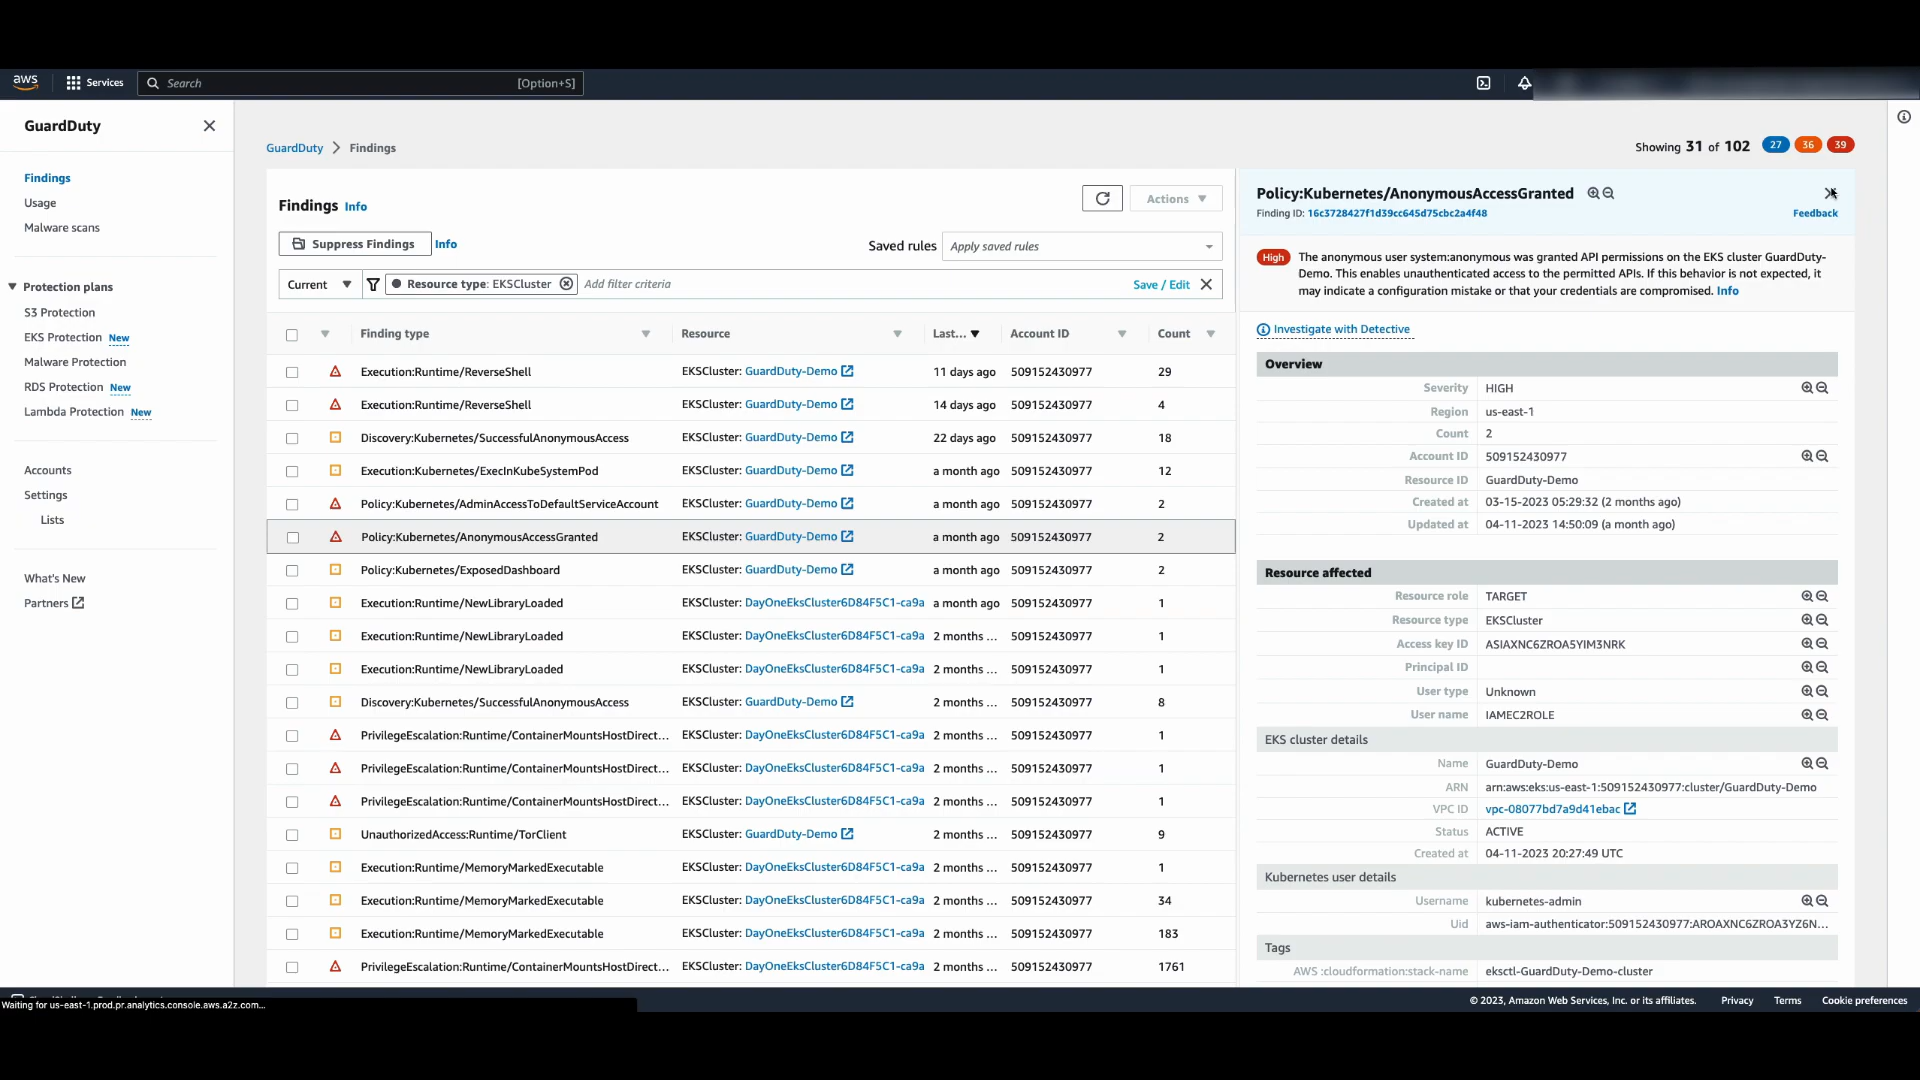 aws
Services
Search
[Option+S]
GuardDuty
Findings
Usage
Malware scans
Protection plans
S3 Protection
EKS Protection New
Malware Protection
RDS Protection New
Lambda Protection New
Accounts
Settings
Lists
What's New
Partners
GuardDuty > Findings
Showing 31 of 102 27 36 39
Findings Info
Actions
Suppress Findings Info
Saved rules Apply saved rules
Current Resource type: EKSCluster Add filter criteria Save / Edit
Finding type Resource Last... Account ID Count
Execution:Runtime/ReverseShell EKSCluster: GuardDuty-Demo 11 days ago 509152430977 29
Execution:Runtime/ReverseShell EKSCluster: GuardDuty-Demo 14 days ago 509152430977 4
Discovery:Kubernetes/SuccessfulAnonymousAccess EKSCluster: GuardDuty-Demo 22 days ago 509152430977 18
Execution:Kubernetes/ExecInKubeSystemPod EKSCluster: GuardDuty-Demo a month ago 509152430977 12
Policy:Kubernetes/AdminAccessToDefaultServiceAccount EKSCluster: GuardDuty-Demo a month ago 509152430977 2
Policy:Kubernetes/AnonymousAccessGranted EKSCluster: GuardDuty-Demo a month ago 509152430977 2
Policy:Kubernetes/ExposedDashboard EKSCluster: GuardDuty-Demo a month ago 509152430977 2
Execution:Runtime/NewLibraryLoaded EKSCluster: DayOneEksCluster6D84F5C1-ca9a a month ago 509152430977 1
Execution:Runtime/NewLibraryLoaded EKSCluster: DayOneEksCluster6D84F5C1-ca9a 2 months ... 509152430977 1
Execution:Runtime/NewLibraryLoaded EKSCluster: DayOneEksCluster6D84F5C1-ca9a 2 months ... 509152430977 1
Discovery:Kubernetes/SuccessfulAnonymousAccess EKSCluster: GuardDuty-Demo 2 months ... 509152430977 8
PrivilegeEscalation:Runtime/ContainerMountsHostDirect... EKSCluster: DayOneEksCluster6D84F5C1-ca9a 2 months ... 509152430977 1
PrivilegeEscalation:Runtime/ContainerMountsHostDirect... EKSCluster: DayOneEksCluster6D84F5C1-ca9a 2 months ... 509152430977 1
PrivilegeEscalation:Runtime/ContainerMountsHostDirect... EKSCluster: DayOneEksCluster6D84F5C1-ca9a 2 months ... 509152430977 1
UnauthorizedAccess:Runtime/TorClient EKSCluster: GuardDuty-Demo 2 months ... 509152430977 9
Execution:Runtime/MemoryMarkedExecutable EKSCluster: DayOneEksCluster6D84F5C1-ca9a 2 months ... 509152430977 1
Execution:Runtime/MemoryMarkedExecutable EKSCluster: DayOneEksCluster6D84F5C1-ca9a 2 months ... 509152430977 34
Execution:Runtime/MemoryMarkedExecutable EKSCluster: DayOneEksCluster6D84F5C1-ca9a 2 months ... 509152430977 183
PrivilegeEscalation:Runtime/ContainerMountsHostDirect... EKSCluster: DayOneEksCluster6D84F5C1-ca9a 2 months ... 509152430977 1761
Policy:Kubernetes/AnonymousAccessGranted
Finding ID: 16c3728427f1d39cc645d75cbc2a4f48 Feedback
High The anonymous user system:anonymous was granted API permissions on the EKS cluster GuardDuty-
Demo. This enables unauthenticated access to the permitted APIs. If this behavior is not expected, it
may indicate a configuration mistake or that your credentials are compromised. Info
Investigate with Detective
Overview
Severity HIGH
Region us-east-1
Count 2
Account ID 509152430977
Resource ID GuardDuty-Demo
Created at 03-15-2023 05:29:32 (2 months ago)
Updated at 04-11-2023 14:50:09 (a month ago)
Resource affected
Resource role TARGET
Resource type EKSCluster
Access key ID ASIAXNC6ZROA5YIM3NRK
Principal ID
User type Unknown
User name IAMEC2ROLE
EKS cluster details
Name GuardDuty-Demo
ARN arn:aws:eks:us-east-1:509152430977:cluster/GuardDuty-Demo
VPC ID vpc-08077bd7a9d41ebac
Status ACTIVE
Created at 04-11-2023 20:27:49 UTC
Kubernetes user details
Username kubernetes-admin
Uid aws-iam-authenticator:509152430977:AROAXNC6ZROA3YZ6N...
Tags
AWS :cloudformation:stack-name eksctl-GuardDuty-Demo-cluster
Waiting for us-east-1.prod.pr.analytics.console.aws.a2z.com...
© 2023, Amazon Web Services, Inc. or its affiliates. Privacy Terms Cookie preferences